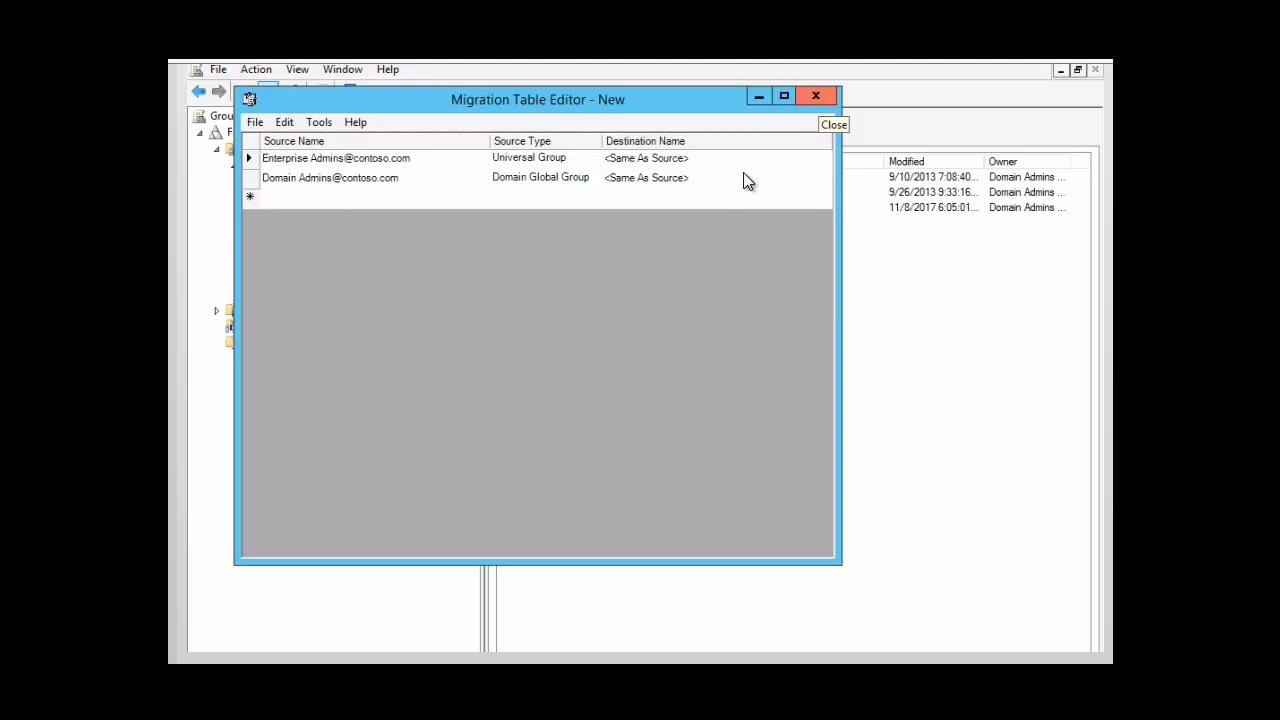 File Action View Window Help
Migration Table Editor - New
Grou
File Edit Tools Help
Close
F
Source Name Source Type Destination Name
Enterprise Admins@contoso.com Universal Group <Same As Source>
Domain Admins@contoso.com Domain Global Group <Same As Source>
Modified Owner
9/10/2013 7:08:40... Domain Admins ...
9/26/2013 9:33:16... Domain Admins ...
11/8/2017 6:05:01... Domain Admins ...